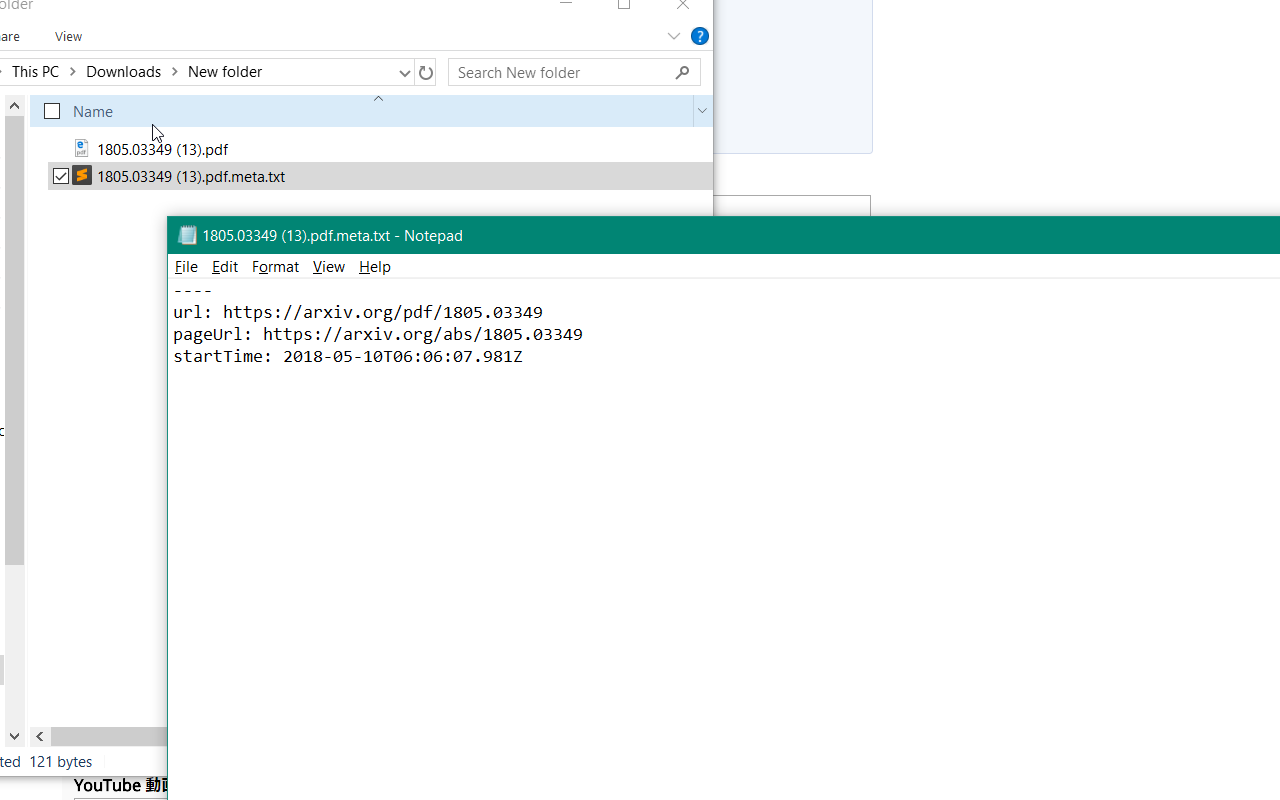 older
are View
?
This PC > Downloads > New folder
Search New folder
Name
1805.03349 (13).pdf
1805.03349 (13).pdf.meta.txt
1805.03349 (13).pdf.meta.txt - Notepad
File Edit Format View Help
----
url: https://arxiv.org/pdf/1805.03349
pageUrl: https://arxiv.org/abs/1805.03349
startTime: 2018-05-10T06:06:07.981Z
c
ted 121 bytes
YouTube 動